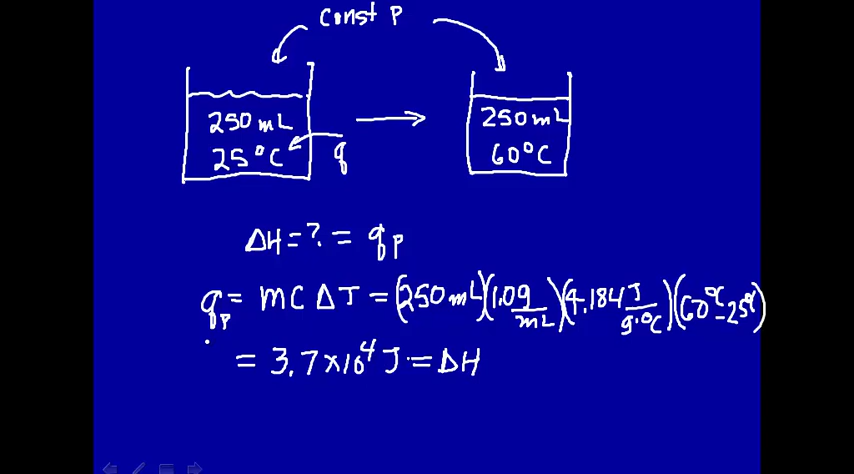 const P
250 mL
25°C
q
250 mL
60°C
ΔH = ? = qP
qP = mCΔT = (250 mL)(1.0g/mL)(4.184 J/g·°C)(60°C - 25°)
= 3.7×10⁴ J = ΔH